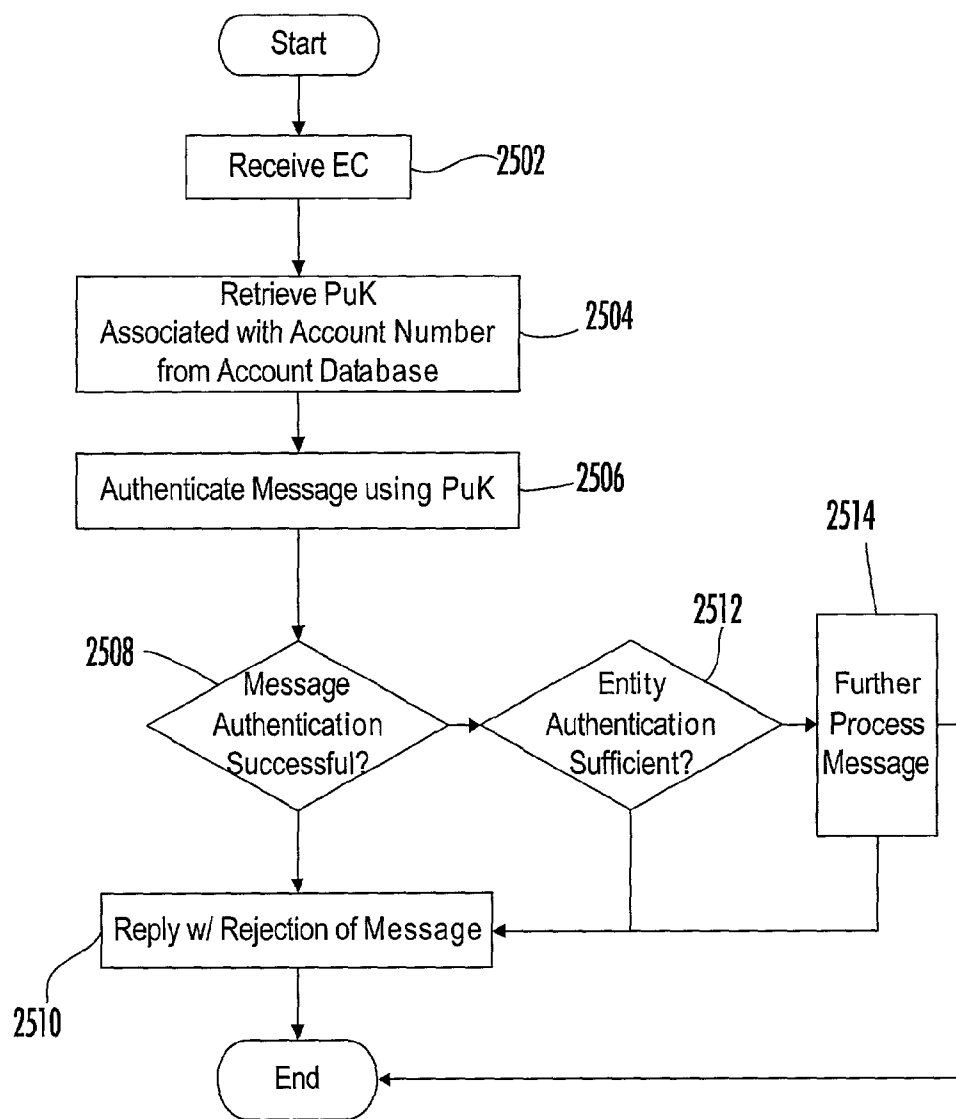 Start
Receive EC
2502
Retrieve PuK
Associated with Account Number
from Account Database
2504
Authenticate Message using PuK
2506
2514
2512
2508
Message
Authentication
Successful?
Entity
Authentication
Sufficient?
Further
Process
Message
Reply w/ Rejection of Message
2510
End